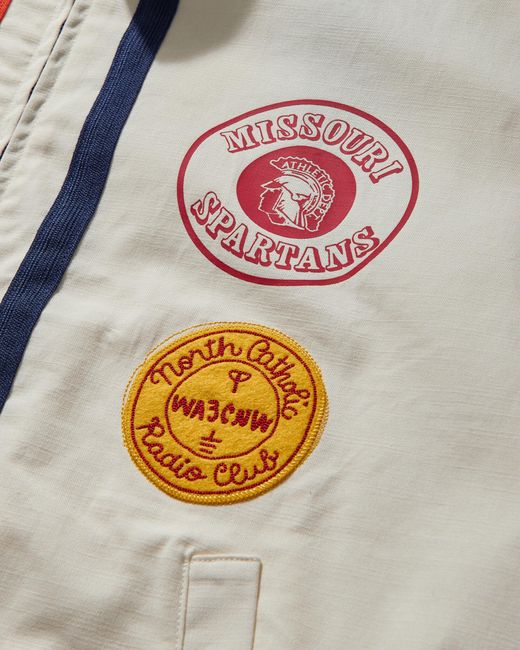 MISSOURI
ATHLETIC DEPT
SPARTANS
North Catholic
WA3CNW
Radio Club